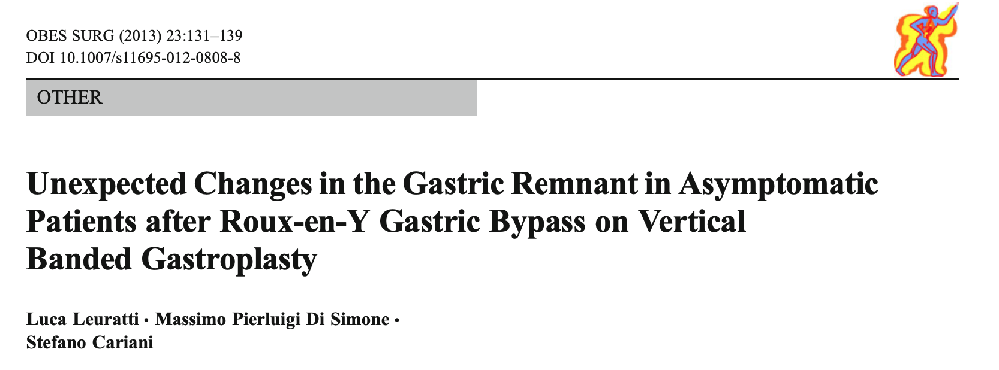 OBES SURG (2013) 23:131–139
DOI 10.1007/s11695-012-0808-8
OTHER
Unexpected Changes in the Gastric Remnant in Asymptomatic
Patients after Roux-en-Y Gastric Bypass on Vertical
Banded Gastroplasty
Luca Leuratti · Massimo Pierluigi Di Simone ·
Stefano Cariani